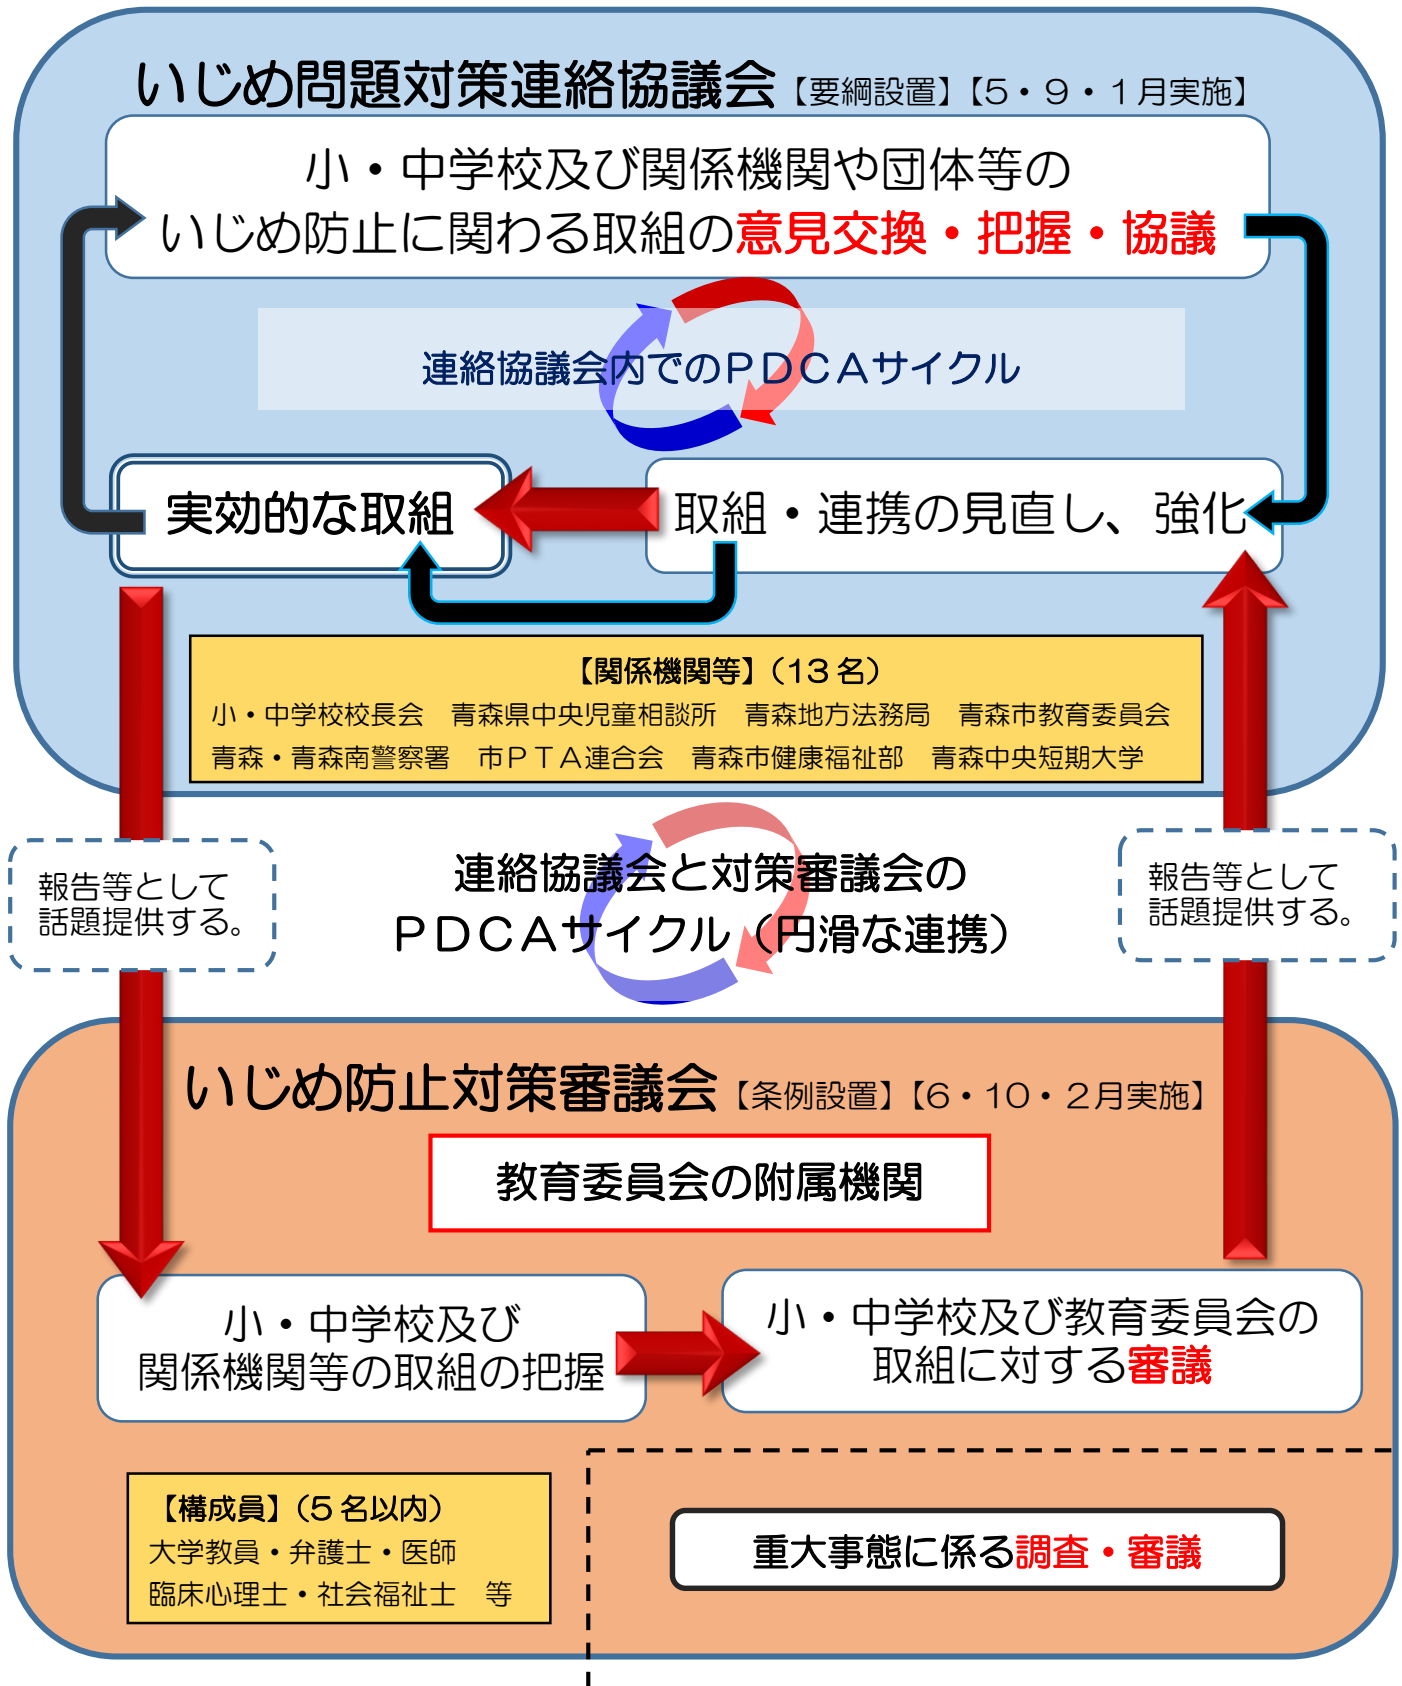 いじめ問題対策連絡協議会【要綱設置】【5・9・1月実施】
小・中学校及び関係機関や団体等の
いじめ防止に関わる取組の意見交換・把握・協議
連絡協議会内でのPDCAサイクル
実効的な取組
取組・連携の見直し、強化
【関係機関等】（13名）
小・中学校校長会　青森県中央児童相談所　青森地方法務局　青森市教育委員会
青森・青森南警察署　市PTA連合会　青森市健康福祉部　青森中央短期大学
報告等として
話題提供する。
連絡協議会と対策審議会の
PDCAサイクル（円滑な連携）
報告等として
話題提供する。
いじめ防止対策審議会【条例設置】【6・10・2月実施】
教育委員会の附属機関
小・中学校及び
関係機関等の取組の把握
小・中学校及び教育委員会の
取組に対する審議
【構成員】（5名以内）
大学教員・弁護士・医師
臨床心理士・社会福祉士　等
重大事態に係る調査・審議